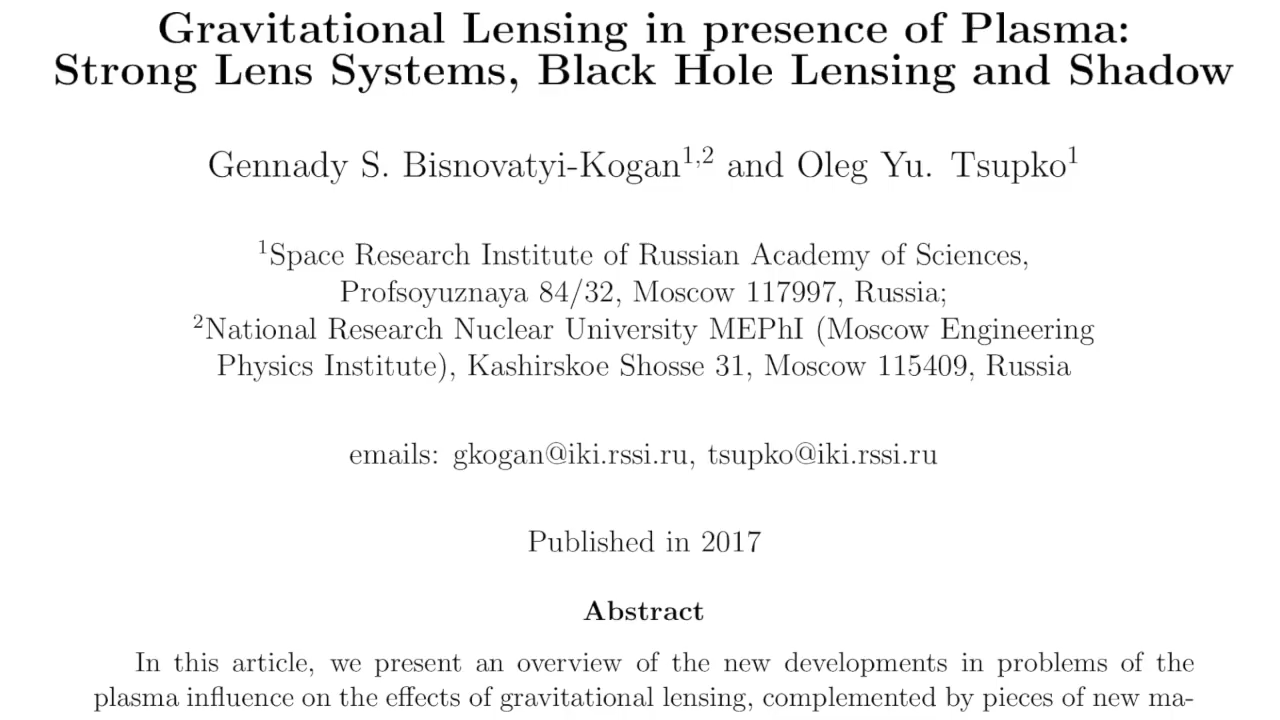 Gravitational Lensing in presence of Plasma:
Strong Lens Systems, Black Hole Lensing and Shadow
Gennady S. Bisnovatyi-Kogan1,2 and Oleg Yu. Tsupko1
1Space Research Institute of Russian Academy of Sciences,
Profsoyuznaya 84/32, Moscow 117997, Russia;
2National Research Nuclear University MEPhI (Moscow Engineering
Physics Institute), Kashirskoe Shosse 31, Moscow 115409, Russia
emails: gkogan@iki.rssi.ru, tsupko@iki.rssi.ru
Published in 2017
Abstract
In this article, we present an overview of the new developments in problems of the
plasma influence on the effects of gravitational lensing, complemented by pieces of new ma-